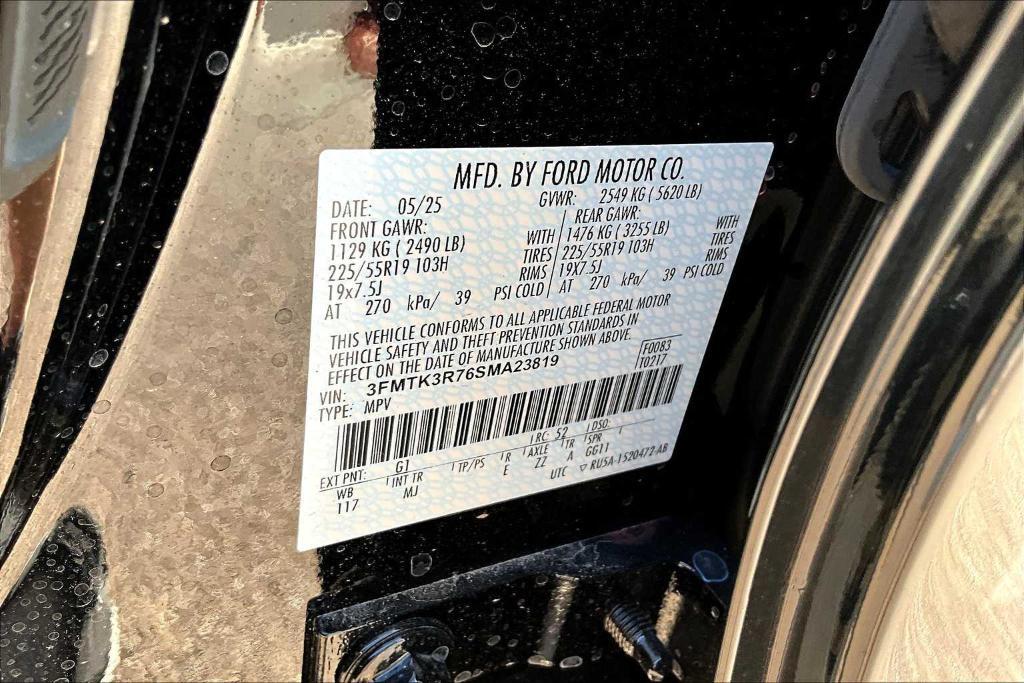 MFD. BY FORD MOTOR CO.
DATE: 05/25 GVWR: 2549 KG ( 5620 LB)
FRONT GAWR: REAR GAWR:
1129 KG ( 2490 LB) WITH 1476 KG ( 3255 LB) WITH
225/55R19 103H TIRES 225/55R19 103H TIRES
19x7.5J RIMS 19X7.5J RIMS
AT 270 kPa/ 39 PSI COLD AT 270 kPa/ 39 PSI COLD
THIS VEHICLE CONFORMS TO ALL APPLICABLE FEDERAL MOTOR
VEHICLE SAFETY AND THEFT PREVENTION STANDARDS IN
EFFECT ON THE DATE OF MANUFACTURE SHOWN ABOVE.
VIN: 3FMTK3R76SMA23819 F0083
TYPE: MPV T0217
EXT PNT: G1 RC: 52 DSO:
WB INT TR TP/PS R AXLE TR SPR
117 MJ E ZZ A GG11
UTC ▽ RU5A-1520472-AB